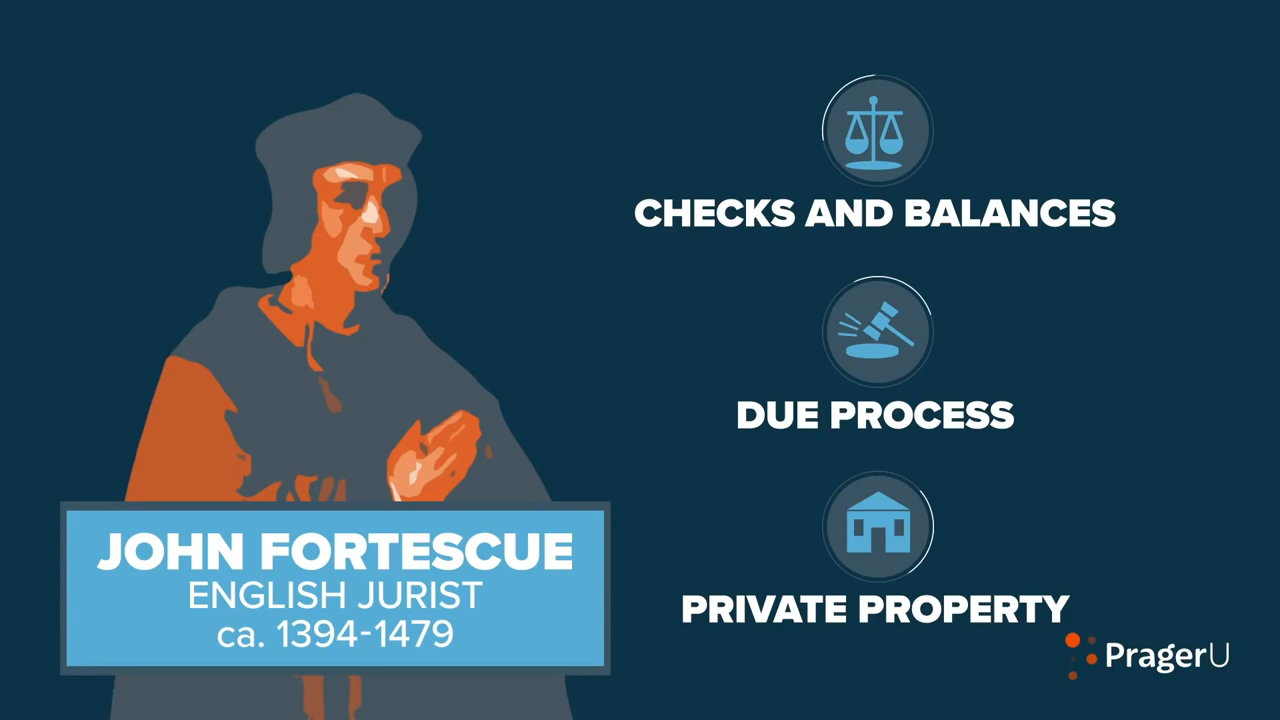 CHECKS AND BALANCES
DUE PROCESS
PRIVATE PROPERTY
JOHN FORTESCUE
ENGLISH JURIST
ca. 1394-1479
PragerU